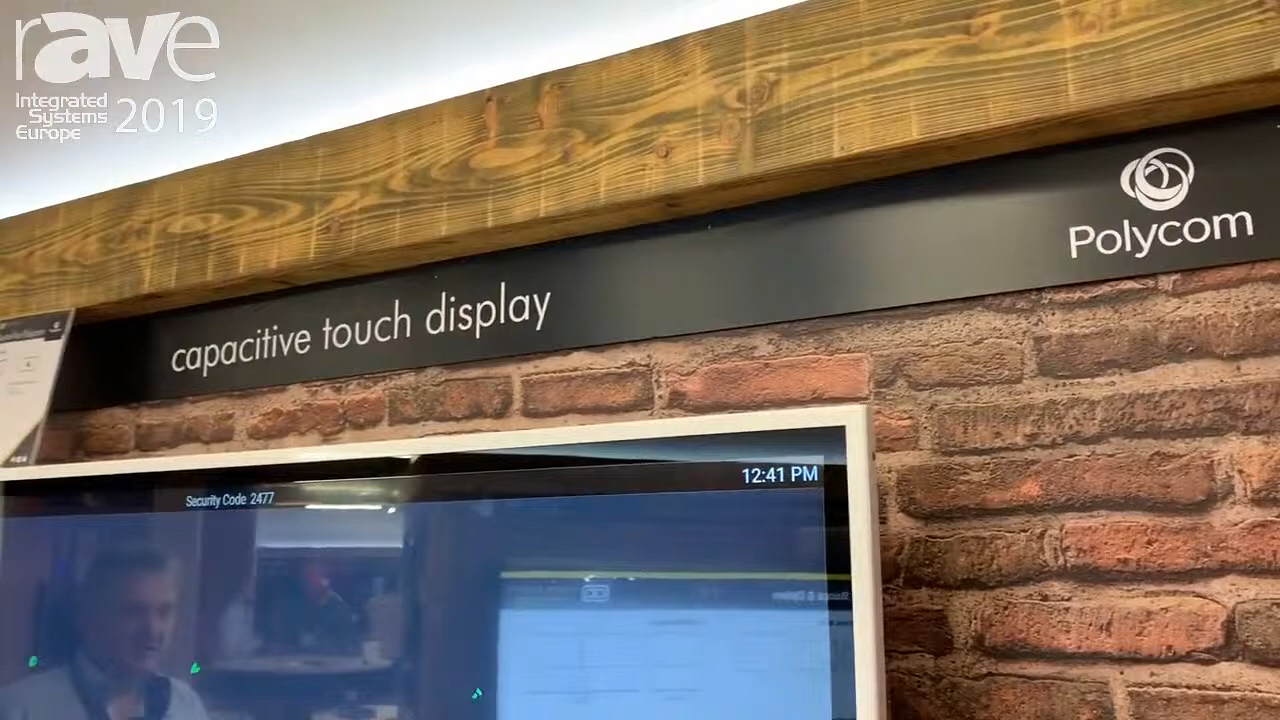 rAVe
Integrated
Systems
Europe 2019
Polycom
capacitive touch display
12:41 PM
Security Code 2477